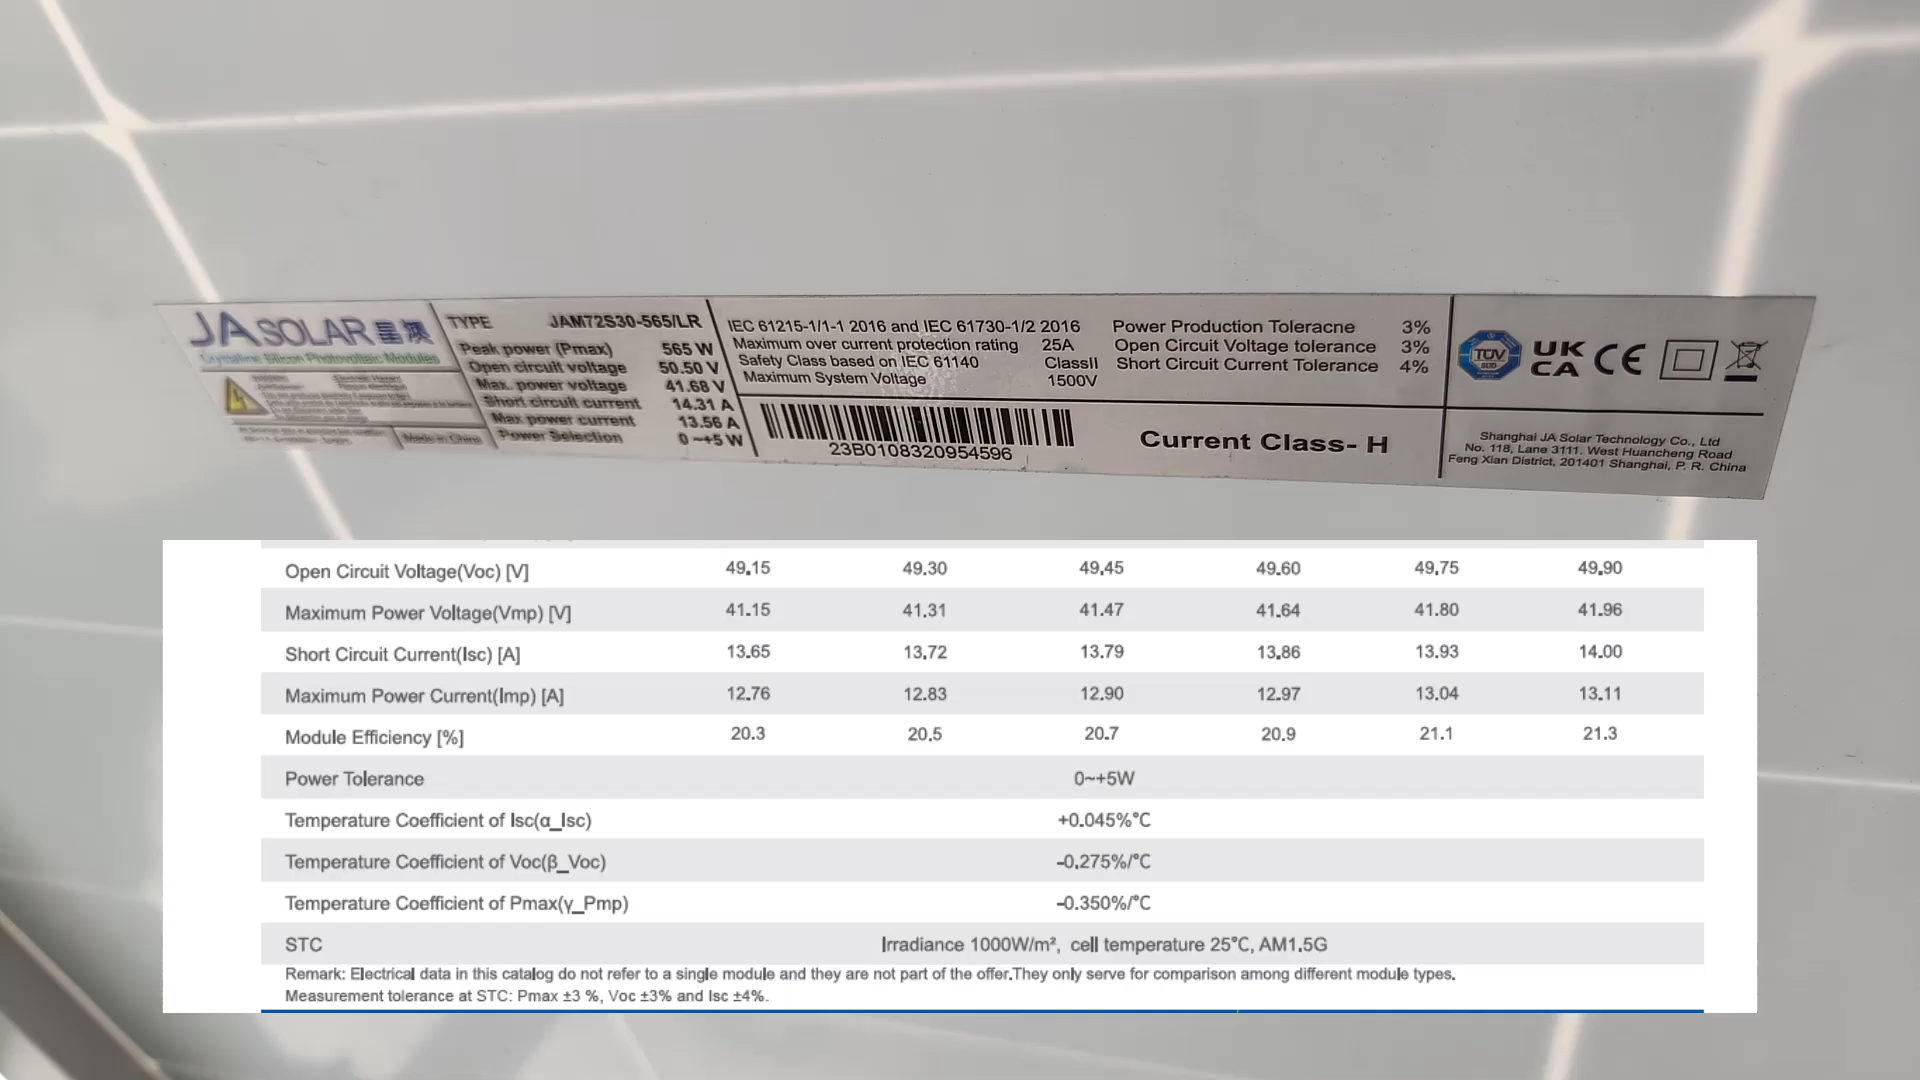 JA SOLAR 晶澳
Crystalline Silicon Photovoltaic Modules
Made in China
TYPE JAM72S30-565/LR
Peak power (Pmax) 565 W
Open circuit voltage 50.50 V
Max. power voltage 41.68 V
Short circuit current 14.31 A
Max power current 13.56 A
Power Selection 0~+5 W
IEC 61215-1/1-1 2016 and IEC 61730-1/2 2016
Maximum over current protection rating 25A
Safety Class based on IEC 61140 ClassII
Maximum System Voltage 1500V
Power Production Toleracne 3%
Open Circuit Voltage tolerance 3%
Short Circuit Current Tolerance 4%
23B0108320954596
Current Class- H
TÜV
SÜD
UK
CA CE
Shanghai JA Solar Technology Co., Ltd
No. 118, Lane 3111. West Huancheng Road
Feng Xian District, 201401 Shanghai, P. R. China
Open Circuit Voltage(Voc) [V] 49.15 49.30 49.45 49.60 49.75 49.90
Maximum Power Voltage(Vmp) [V] 41.15 41.31 41.47 41.64 41.80 41.96
Short Circuit Current(Isc) [A] 13.65 13.72 13.79 13.86 13.93 14.00
Maximum Power Current(Imp) [A] 12.76 12.83 12.90 12.97 13.04 13.11
Module Efficiency [%] 20.3 20.5 20.7 20.9 21.1 21.3
Power Tolerance 0~+5W
Temperature Coefficient of Isc(α_Isc) +0.045%°C
Temperature Coefficient of Voc(β_Voc) -0.275%/°C
Temperature Coefficient of Pmax(γ_Pmp) -0.350%/°C
STC Irradiance 1000W/m², cell temperature 25°C, AM1.5G
Remark: Electrical data in this catalog do not refer to a single module and they are not part of the offer.They only serve for comparison among different module types.
Measurement tolerance at STC: Pmax ±3 %, Voc ±3% and Isc ±4%.